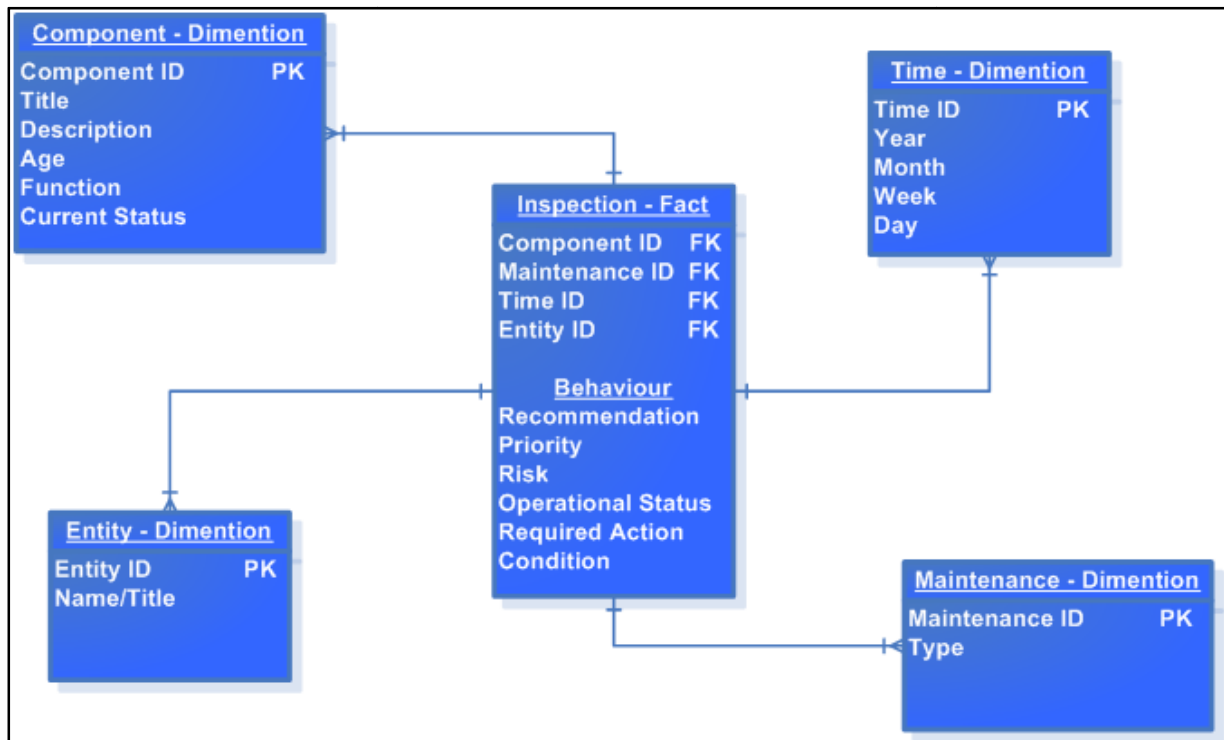 Component - Dimention
Component ID PK
Title
Description
Age
Function
Current Status
Time - Dimention
Time ID PK
Year
Month
Week
Day
Inspection - Fact
Component ID FK
Maintenance ID FK
Time ID FK
Entity ID FK
Behaviour
Recommendation
Priority
Risk
Operational Status
Required Action
Condition
Entity - Dimention
Entity ID PK
Name/Title
Maintenance - Dimention
Maintenance ID PK
Type